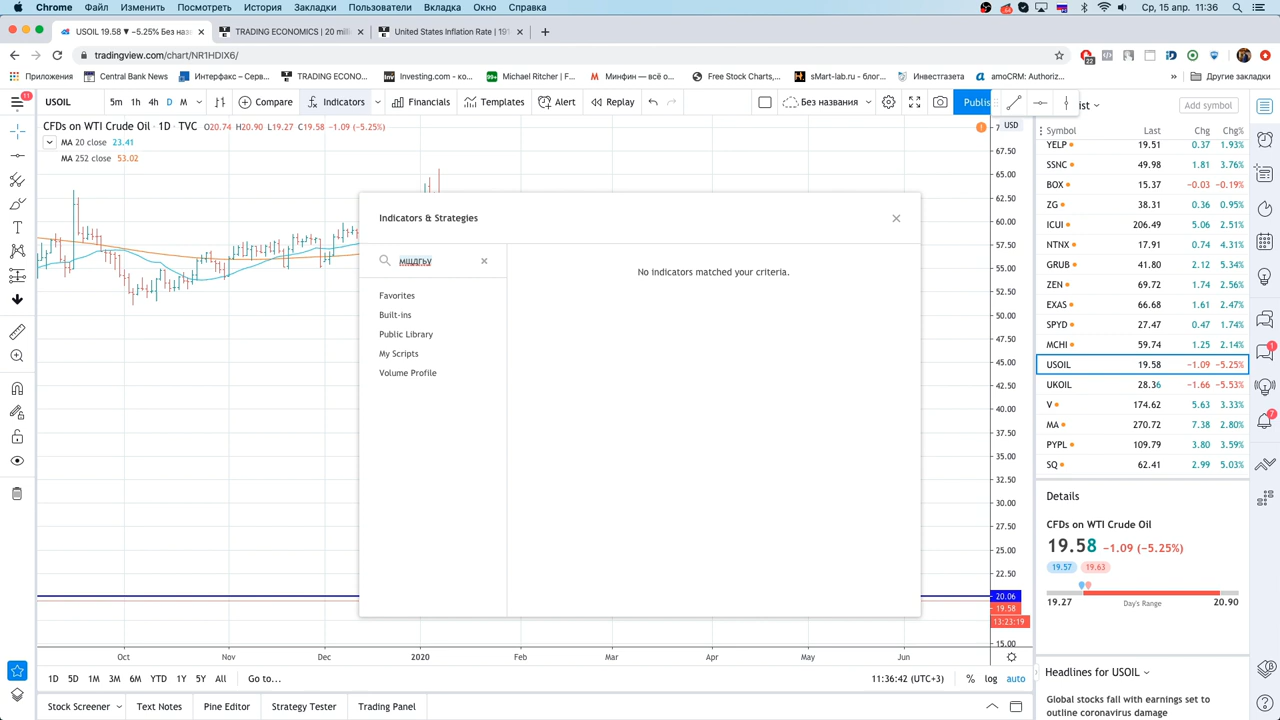 Chrome Файл Изменить Посмотреть История Закладки Пользователи Вкладка Окно Справка Ср, 15 апр. 11:36
USOIL 19.58 ▼ −5.25% Без наз TRADING ECONOMICS | 20 mil United States Inflation Rate | 191
tradingview.com/chart/NR1HDIX6/
22
Приложения Central Bank News Интерфакс – Серв... TRADING ECONO... Investing.com - ко... Michael Ritcher | F... Минфин — всё о... Free Stock Charts,... sMart-lab.ru - блог... Инвестгазета amoCRM: Authoriz... » Другие закладки
11
USOIL 5m 1h 4h D M Compare Indicators Financials Templates Alert Replay Без названия Publis ist Add symbol
CFDs on WTI Crude Oil · 1D · TVC O20.74 H20.90 L 19.58 −1.09 (−5.25%)
MA 20 close 23.41
MA 252 close 53.02
USD
67.50
65.00
62.50
60.00
57.50
55.00
52.50
50.00
47.50
45.00
42.50
40.00
37.50
35.00
32.50
30.00
27.50
25.00
22.50
20.06
19.58
13:23:19
15.00
Indicators & Strategies
мщдгьу
No indicators matched your criteria.
Favorites
Built-ins
Public Library
My Scripts
Volume Profile
Oct Nov Dec 2020 Feb Mar Apr May Jun
1D 5D 1M 3M 6M YTD 1Y 5Y All Go to... 11:36:42 (UTC+3) % log auto
Stock Screener Text Notes Pine Editor Strategy Tester Trading Panel
Symbol Last Chg Chg%
YELP 19.51 0.37 1.93%
SSNC 49.98 1.81 3.76%
BOX 15.37 −0.03 −0.19%
ZG 38.31 0.36 0.95%
ICUI 206.49 5.06 2.51%
NTNX 17.91 0.74 4.31%
GRUB 41.80 2.12 5.34%
ZEN 69.72 1.74 2.56%
EXAS 66.68 1.61 2.47%
SPYD 27.47 0.47 1.74%
MCHI 59.74 1.25 2.14%
USOIL 19.58 −1.09 −5.25%
UKOIL 28.36 −1.66 −5.53%
V 174.62 5.63 3.33%
MA 270.72 7.38 2.80%
PYPL 109.79 3.80 3.59%
SQ 62.41 2.99 5.03%
1
7
Details
CFDs on WTI Crude Oil
19.58 −1.09 (−5.25%)
19.57 19.63
19.27 Day's Range 20.90
Headlines for USOIL
Global stocks fall with earnings set to
outline coronavirus damage